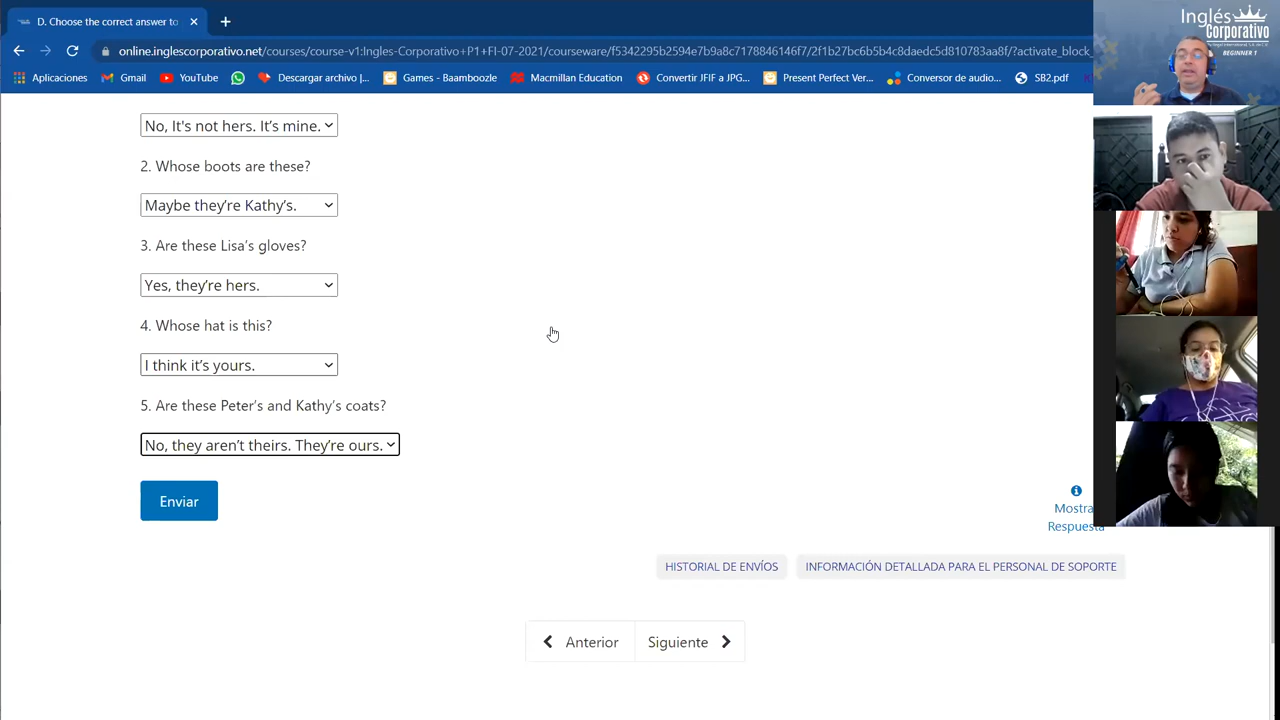 D. Choose the correct answer to
online.inglescorporativo.net/courses/course-v1:Ingles-Corporativo+P1+FI-07-2021/courseware/f5342295b2594e7b9a8c7178846146f7/2f1b27bc6b5b4c8daedc5d810783aa8f/?activate_block_
Aplicaciones
Gmail
YouTube
Descargar archivo |...
Games - Baamboozle
Macmillan Education
Convertir JFIF a JPG...
Present Perfect Ver...
Conversor de audio...
SB2.pdf
Inglés
Corporativo
BEGINNER 1
No, It's not hers. It’s mine.
2. Whose boots are these?
Maybe they’re Kathy’s.
3. Are these Lisa’s gloves?
Yes, they’re hers.
4. Whose hat is this?
I think it’s yours.
5. Are these Peter’s and Kathy’s coats?
No, they aren’t theirs. They’re ours.
Enviar
Mostra
Respuesta
HISTORIAL DE ENVÍOS
INFORMACIÓN DETALLADA PARA EL PERSONAL DE SOPORTE
Anterior
Siguiente